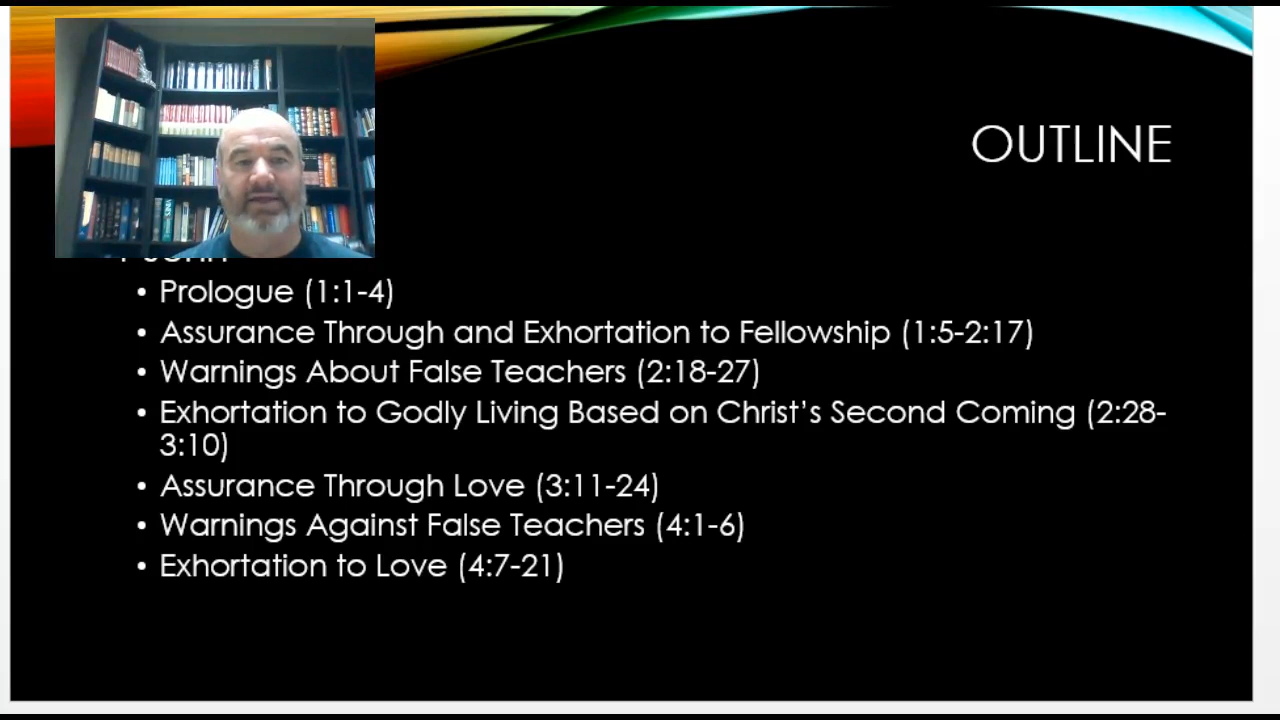 OUTLINE
• Prologue (1:1-4)
• Assurance Through and Exhortation to Fellowship (1:5-2:17)
• Warnings About False Teachers (2:18-27)
• Exhortation to Godly Living Based on Christ's Second Coming (2:28-
3:10)
• Assurance Through Love (3:11-24)
• Warnings Against False Teachers (4:1-6)
• Exhortation to Love (4:7-21)